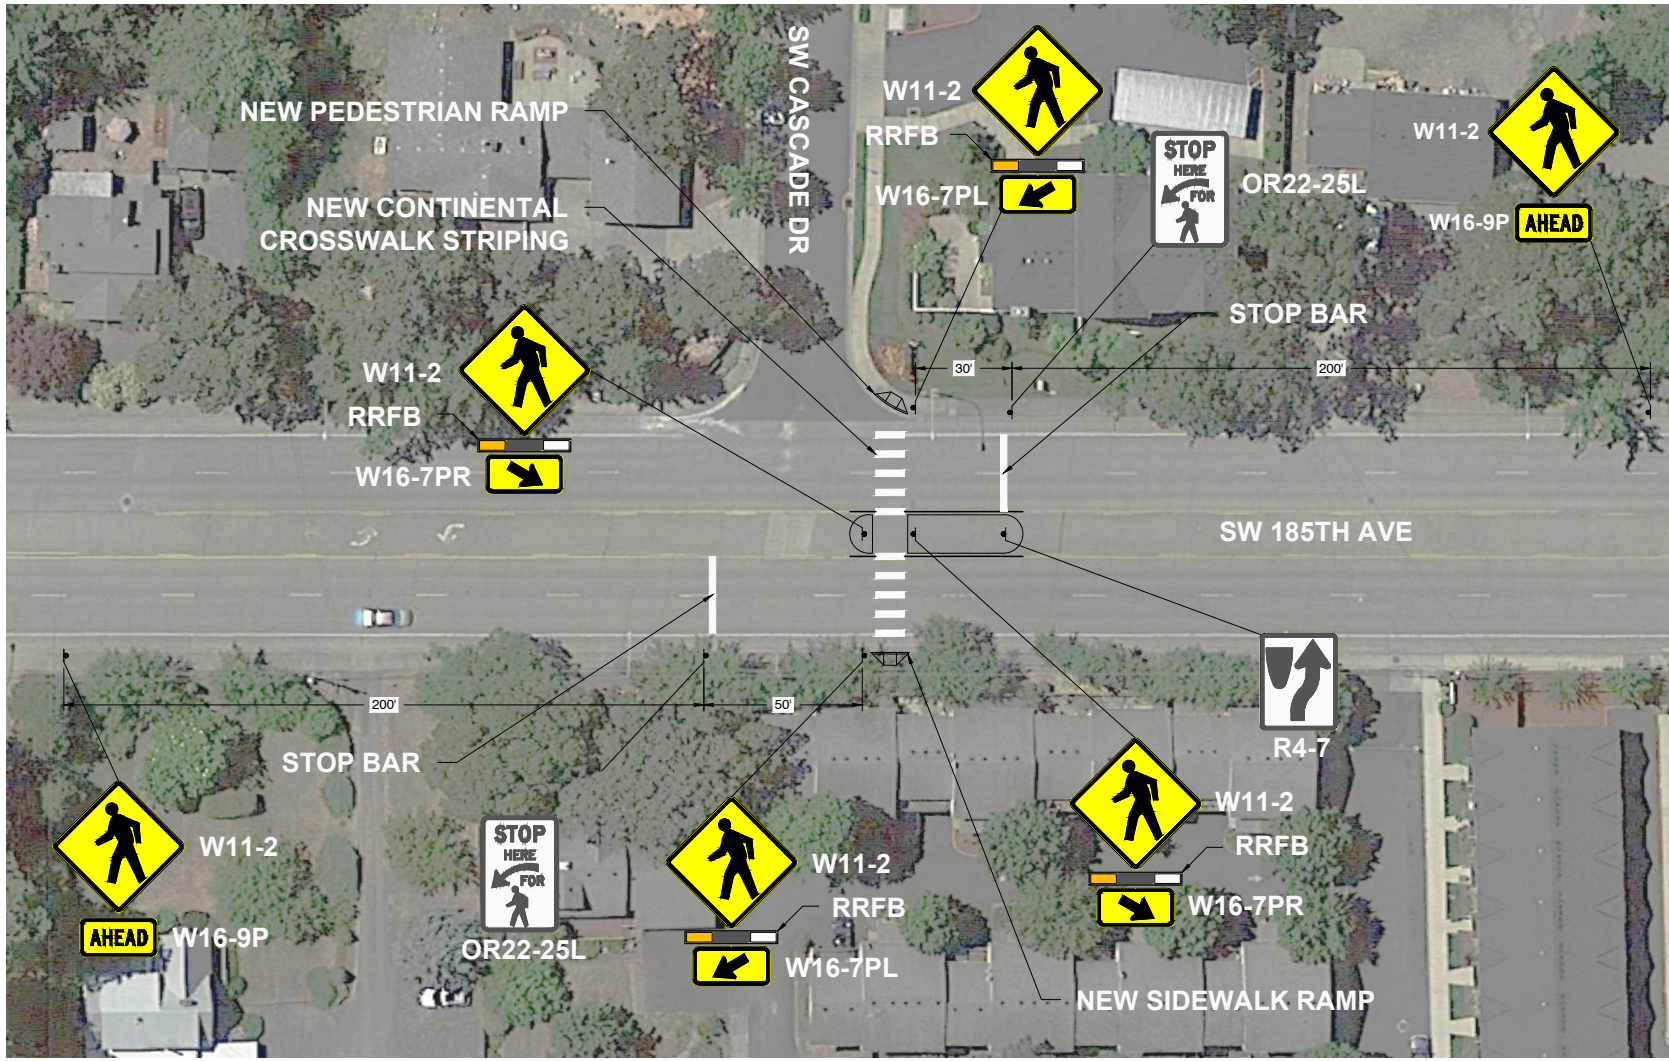 SW CASCADE DR
NEW PEDESTRIAN RAMP
W11-2
RRFB
W16-7PL
STOP
HERE
FOR
OR22-25L
W11-2
W16-9P
AHEAD
NEW CONTINENTAL
CROSSWALK STRIPING
STOP BAR
30'
200'
W11-2
RRFB
W16-7PR
SW 185TH AVE
200'
50'
STOP BAR
R4-7
W11-2
AHEAD
W16-9P
STOP
HERE
FOR
OR22-25L
W11-2
RRFB
W16-7PL
W11-2
RRFB
W16-7PR
NEW SIDEWALK RAMP